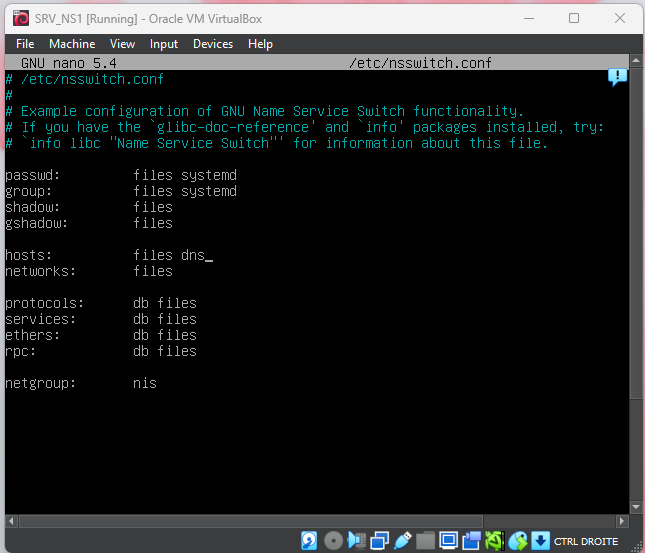 SRV_NS1 [Running] - Oracle VM VirtualBox
File Machine View Input Devices Help
GNU nano 5.4 /etc/nsswitch.conf
# /etc/nsswitch.conf
#
# Example configuration of GNU Name Service Switch functionality.
# If you have the `glibc-doc-reference' and `info' packages installed, try:
# `info libc "Name Service Switch"' for information about this file.
passwd: files systemd
group: files systemd
shadow: files
gshadow: files
hosts: files dns_
networks: files
protocols: db files
services: db files
ethers: db files
rpc: db files
netgroup: nis
CTRL DROITE